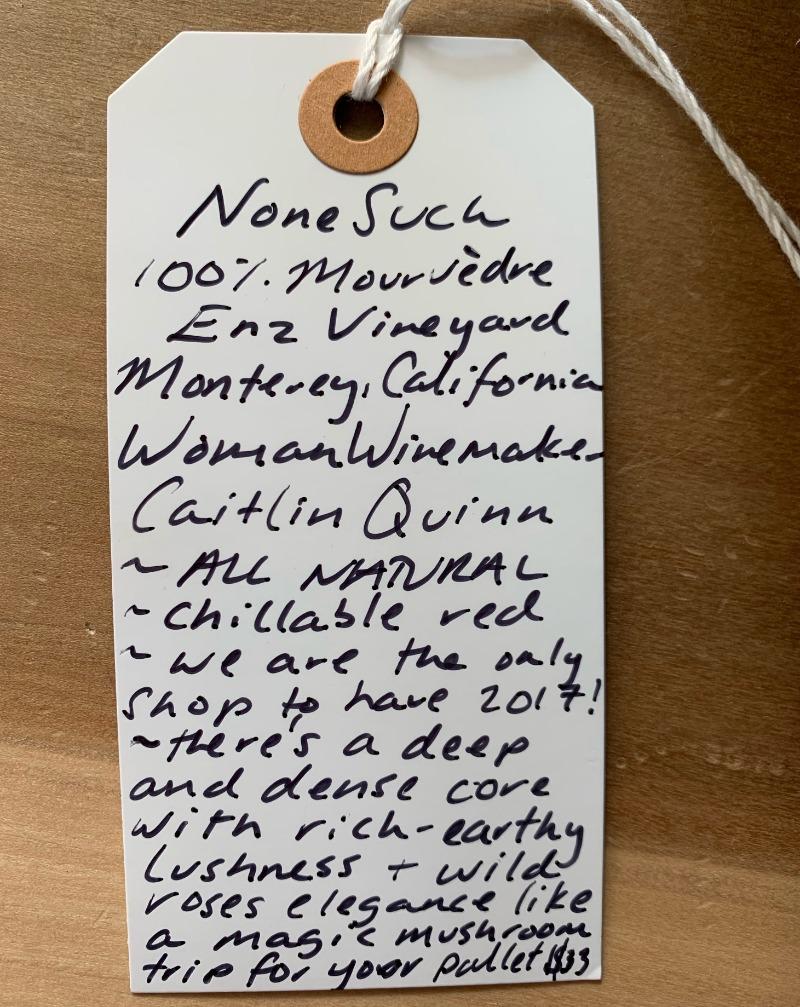 None Such
100% Mourvèdre
Enz Vineyard
Monterey, California
Woman Winemaker
Caitlin Quinn
~ ALL NATURAL
~ chillable red
~ we are the only
shop to have 2017!
~there's a deep
and dense core
with rich-earthy
lushness + wild
roses elegance like
a magic mushroom
trip for your pallet $33